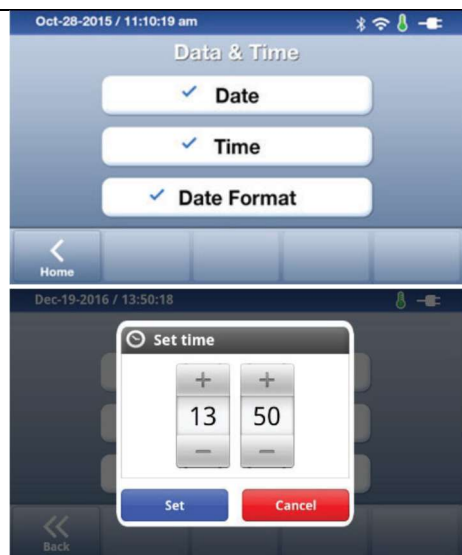 Oct-28-2015 / 11:10:19 am
Data & Time
Date
Time
Date Format
Home
Dec-19-2016 / 13:50:18
Set time
13 50
Set Cancel
Back